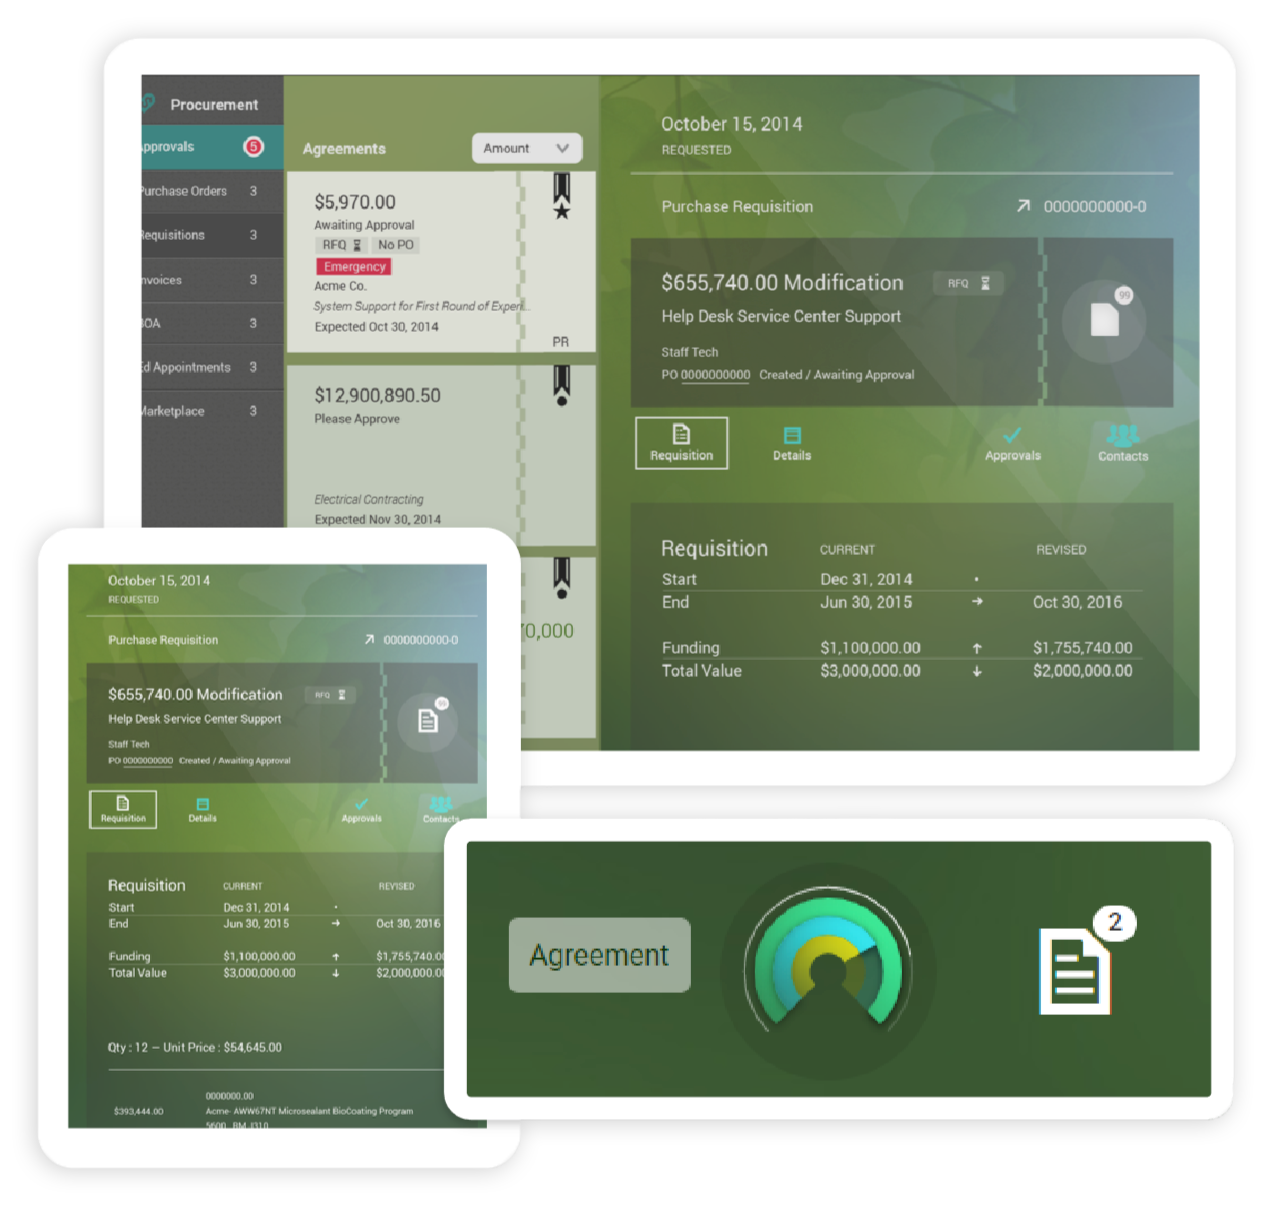 Procurement
Approvals 5
Purchase Orders 3
Requisitions 3
nvoices 3
OA 3
Ed Appointments 3
Marketplace 3
Agreements
Amount
$5,970.00
Awaiting Approval
RFQ No PO
Emergency
Acme Co.
System Support for First Round of Experi...
Expected Oct 30, 2014
PR
$12,900,890.50
Please Approve
Electrical Contracting
Expected Nov 30, 2014
0,000
October 15, 2014
REQUESTED
Purchase Requisition 0000000000-0
$655,740.00 Modification RFQ 99
Help Desk Service Center Support
Staff Tech
PO 0000000000 Created / Awaiting Approval
Requisition Details Approvals Contacts
Requisition CURRENT REVISED
Start Dec 31, 2014
End Jun 30, 2015 → Oct 30, 2016
Funding $1,100,000.00 ↑ $1,755,740.00
Total Value $3,000,000.00 ↓ $2,000,000.00
October 15, 2014
REQUESTED
Purchase Requisition 0000000000-0
$655,740.00 Modification RFQ 99
Help Desk Service Center Support
Staff Tech
PO 0000000000 Created / Awaiting Approval
Requisition Details Approvals Contacts
Requisition CURRENT REVISED
Start Dec 31, 2014
End Jun 30, 2015 → Oct 30, 2016
Funding $1,100,000.00 ↑ $1,755,740.0
Total Value $3,000,000.00 ↓ $2,000,000.0
Qty : 12 – Unit Price : $54,645.00
0000000.00
$393,444.00 Acme- AWW67NT Microsealant BioCoating Program
Agreement
2